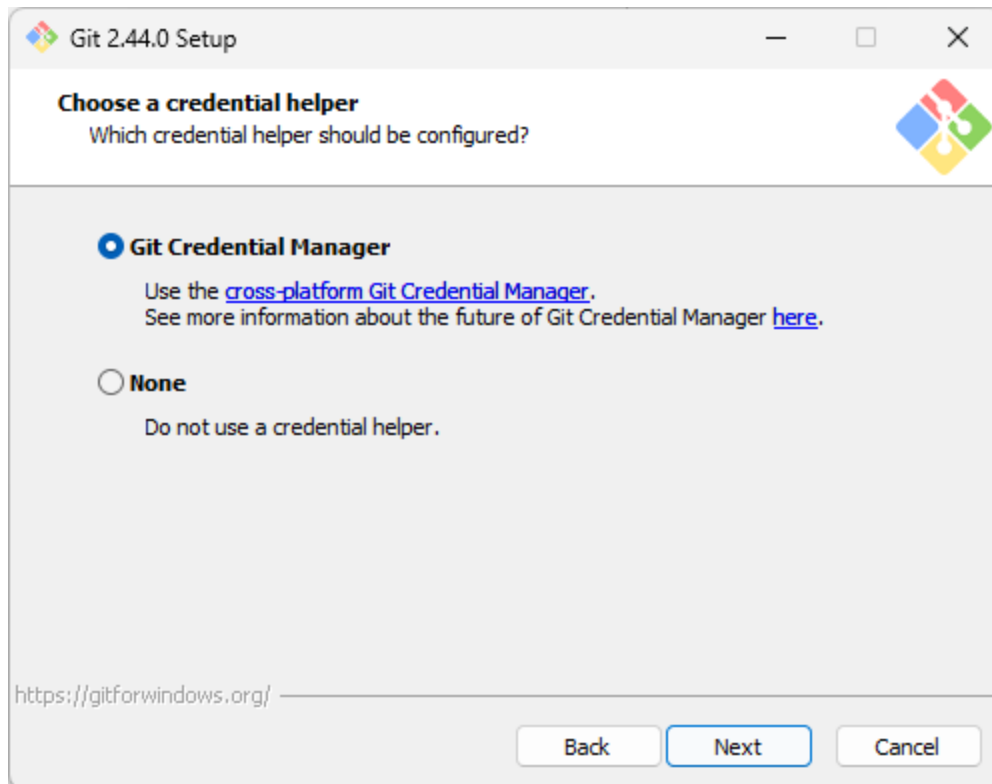 Git 2.44.0 Setup
Choose a credential helper
Which credential helper should be configured?
Git Credential Manager
Use the cross-platform Git Credential Manager.
See more information about the future of Git Credential Manager here.
None
Do not use a credential helper.
https://gitforwindows.org/
Back Next Cancel